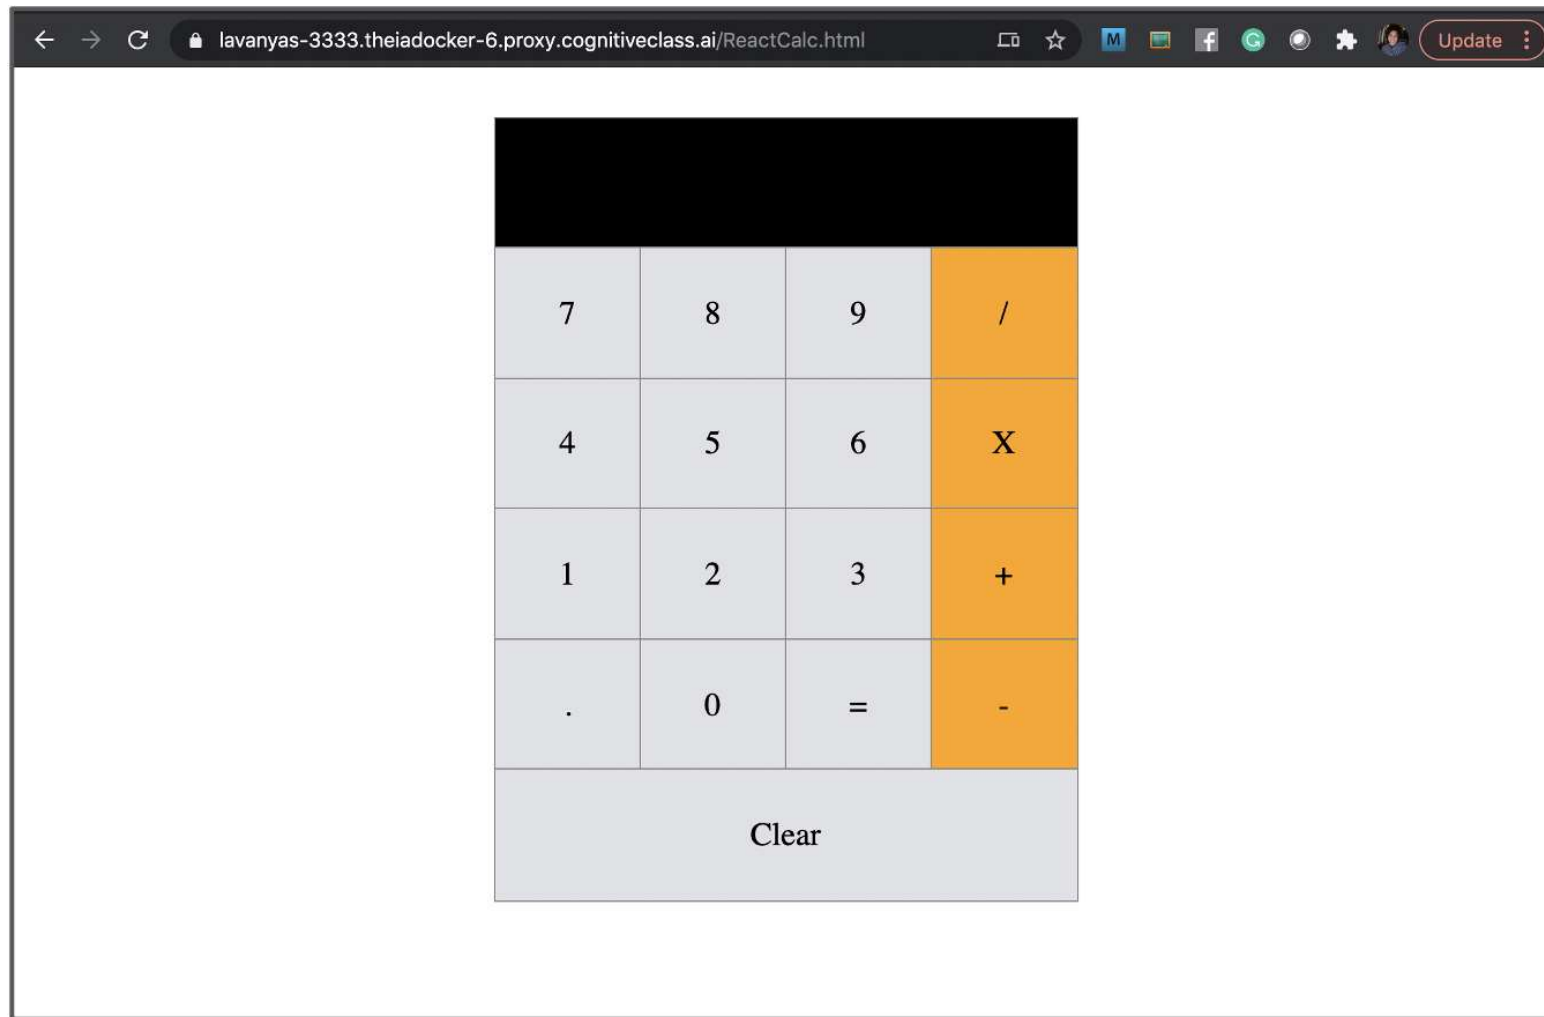 lavanyas-3333.theiadocker-6.proxy.cognitiveclass.ai/ReactCalc.html M f G Update
7 8 9 /
4 5 6 X
1 2 3 +
. 0 = -
Clear